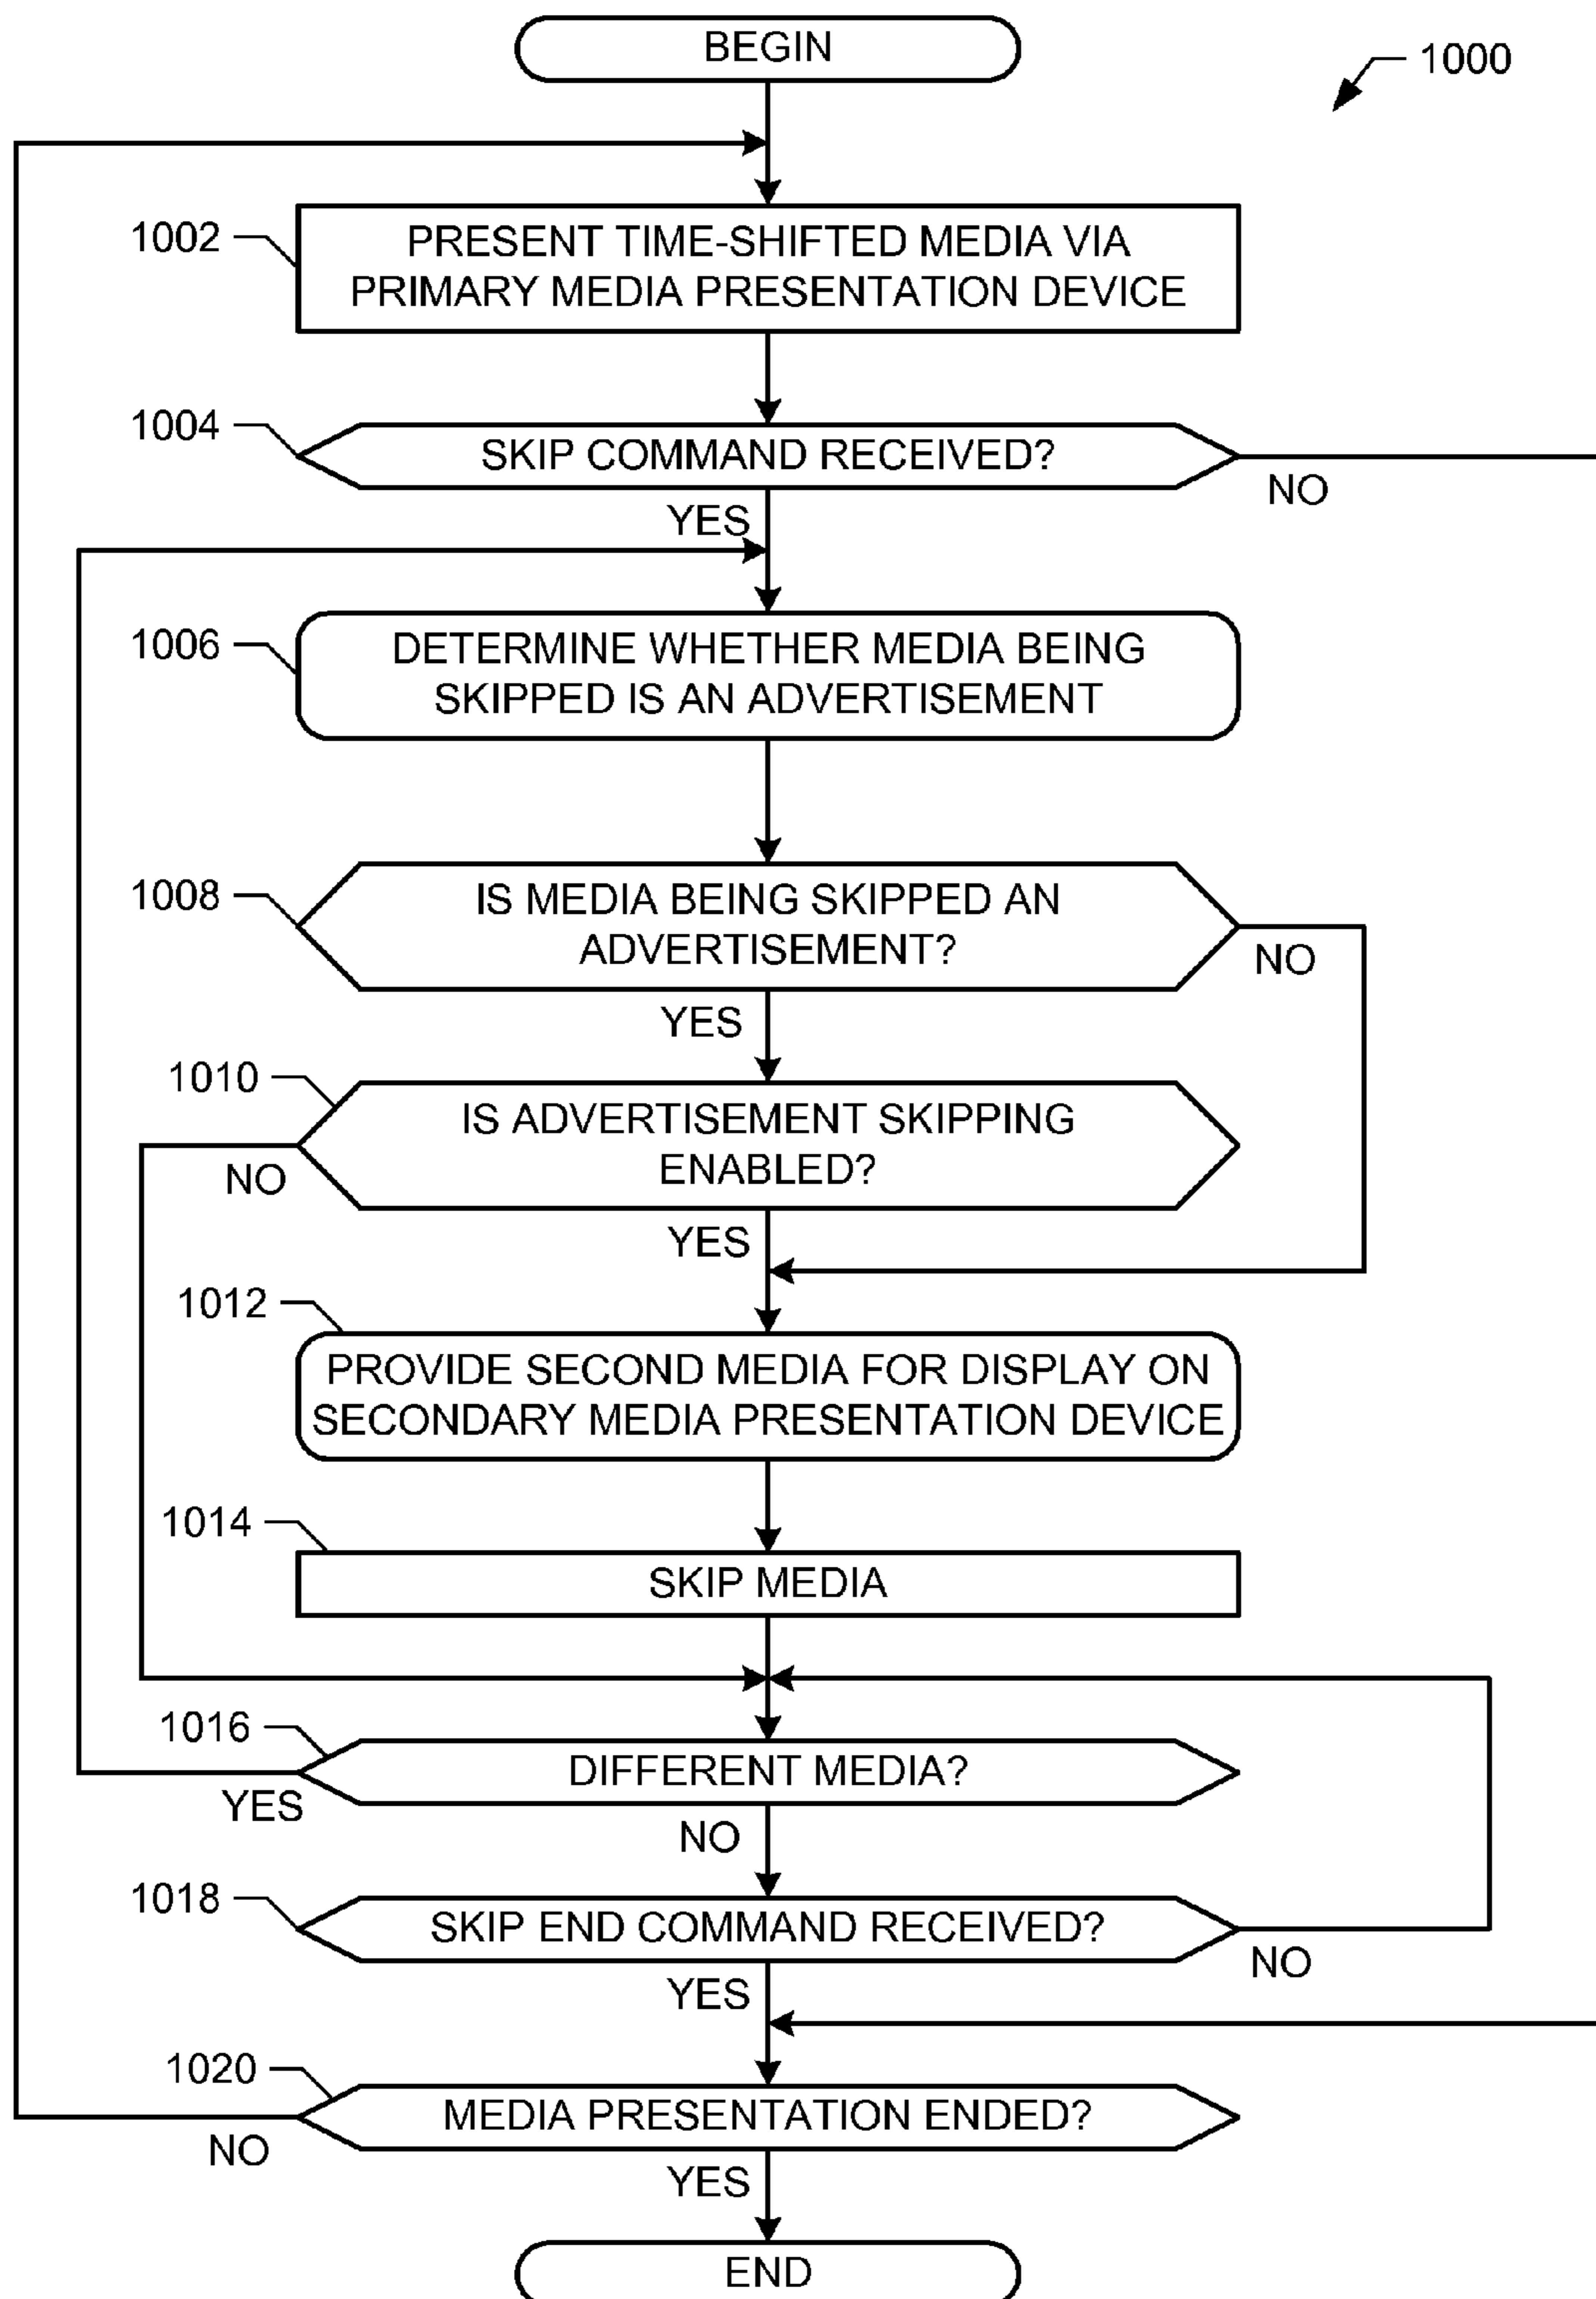 BEGIN
1000
1002
PRESENT TIME-SHIFTED MEDIA VIA
PRIMARY MEDIA PRESENTATION DEVICE
1004
SKIP COMMAND RECEIVED?
NO
YES
1006
DETERMINE WHETHER MEDIA BEING
SKIPPED IS AN ADVERTISEMENT
1008
IS MEDIA BEING SKIPPED AN
ADVERTISEMENT?
NO
YES
1010
IS ADVERTISEMENT SKIPPING
ENABLED?
NO
YES
1012
PROVIDE SECOND MEDIA FOR DISPLAY ON
SECONDARY MEDIA PRESENTATION DEVICE
1014
SKIP MEDIA
1016
DIFFERENT MEDIA?
YES
NO
1018
SKIP END COMMAND RECEIVED?
NO
YES
1020
MEDIA PRESENTATION ENDED?
NO
YES
END